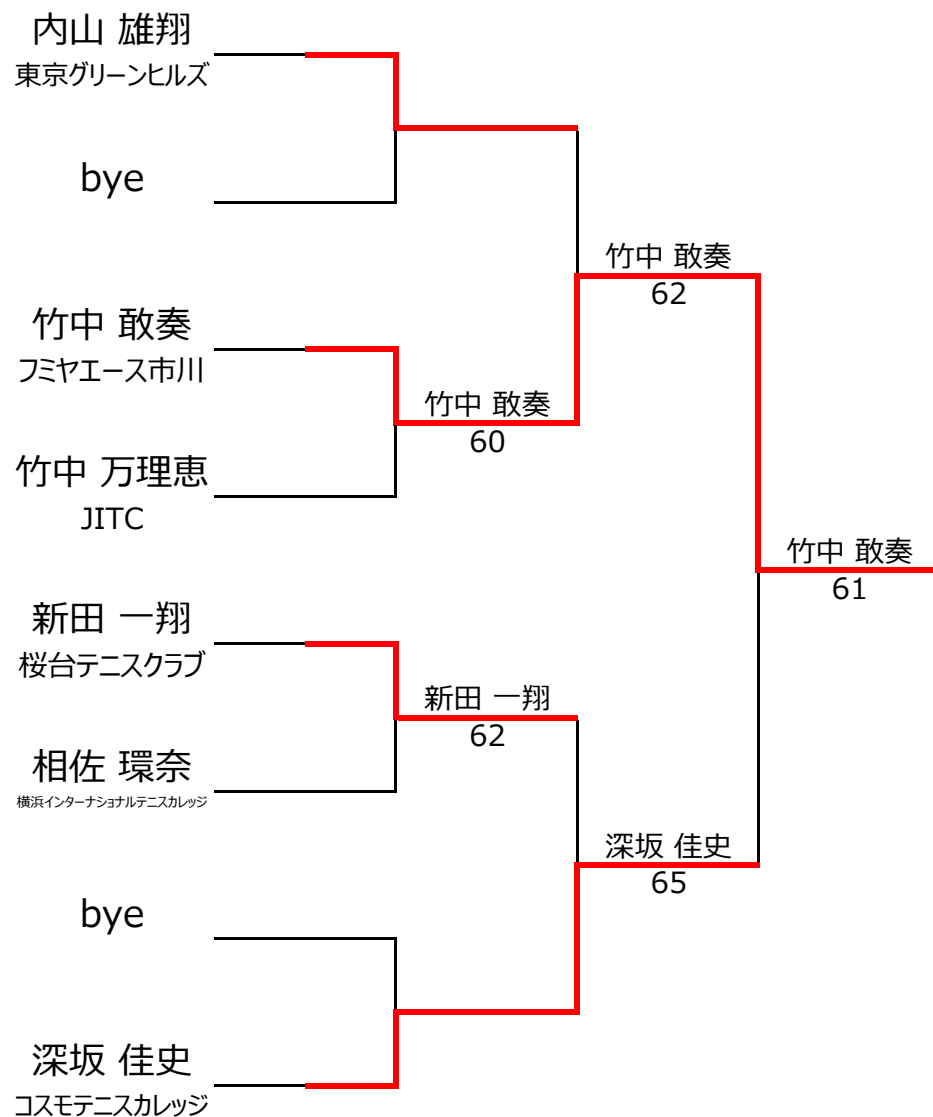 内山 雄翔
東京グリーンヒルズ
bye
竹中 敢奏
62
竹中 敢奏
フミヤエース市川
竹中 敢奏
60
竹中 万理恵
JITC
竹中 敢奏
61
新田 一翔
桜台テニスクラブ
新田 一翔
62
相佐 環奈
横浜インターナショナルテニスカレッジ
深坂 佳史
65
bye
深坂 佳史
コスモテニスカレッジ